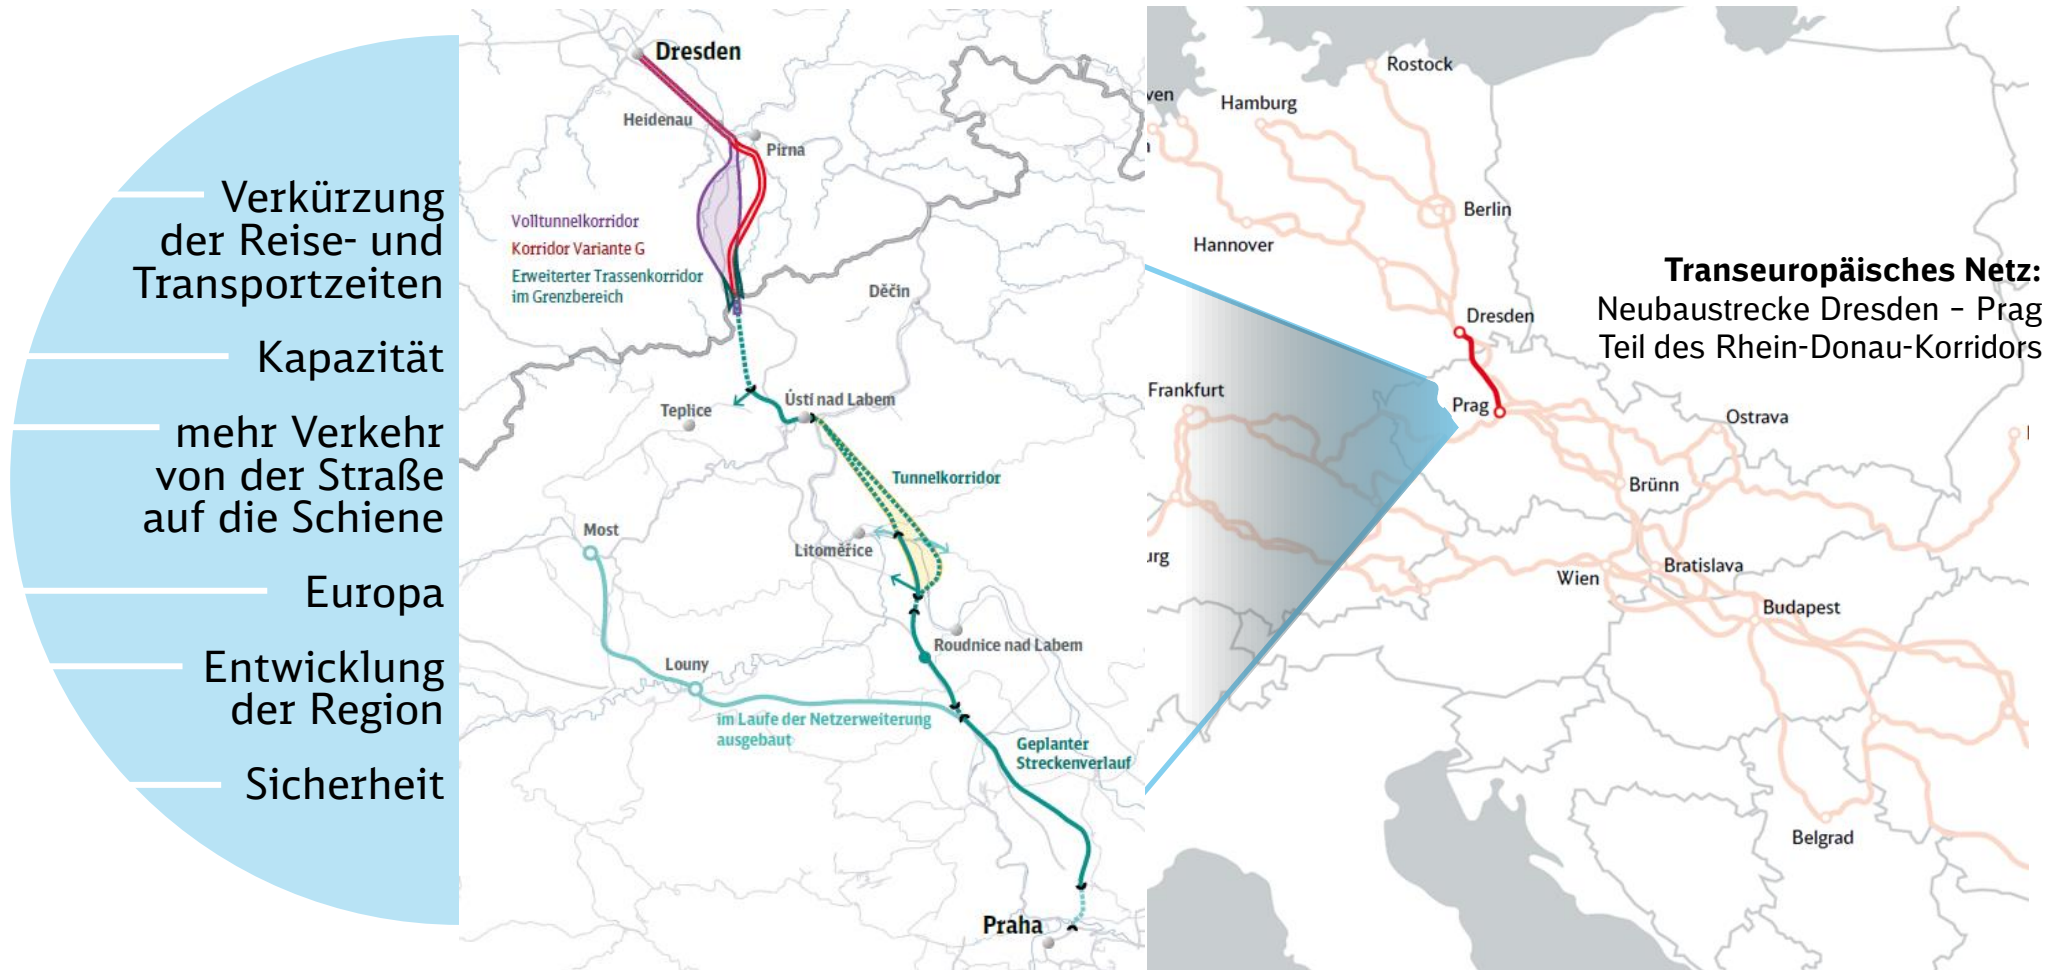 Verkürzung
der Reise- und
Transportzeiten
Kapazität
mehr Verkehr
von der Straße
auf die Schiene
Europa
Entwicklung
der Region
Sicherheit
Dresden
Heidenau
Pirna
Volltunnelkorridor
Korridor Variante G
Erweiterter Trassenkorridor
im Grenzbereich
Děčín
Teplice
Ústí nad Labem
Tunnelkorridor
Most
Litoměřice
Roudnice nad Labem
Louny
im Laufe der Netzerweiterung
ausgebaut
Geplanter
Streckenverlauf
Praha
Rostock
ven
Hamburg
Berlin
Hannover
Transeuropäisches Netz:
Neubaustrecke Dresden – Prag
Teil des Rhein-Donau-Korridors
Dresden
Frankfurt
Prag
Ostrava
Brünn
urg
Wien
Bratislava
Budapest
Belgrad